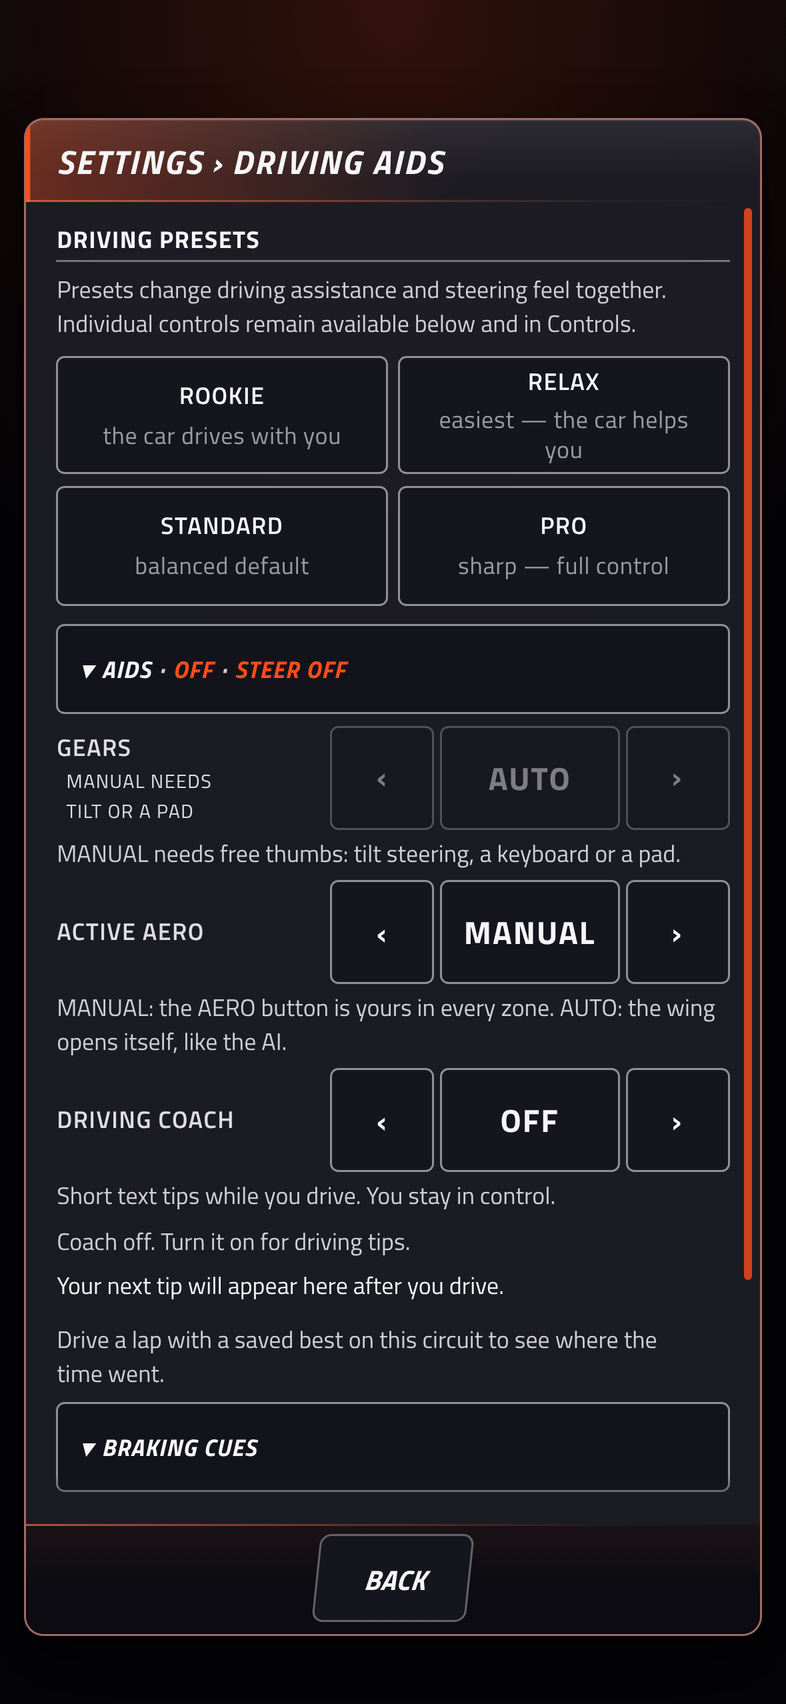 SETTINGS › DRIVING AIDS
DRIVING PRESETS
Presets change driving assistance and steering feel together.
Individual controls remain available below and in Controls.
ROOKIE
the car drives with you
RELAX
easiest — the car helps
you
STANDARD
balanced default
PRO
sharp — full control
▼ AIDS · OFF · STEER OFF
GEARS
MANUAL NEEDS
TILT OR A PAD
‹ AUTO ›
MANUAL needs free thumbs: tilt steering, a keyboard or a pad.
ACTIVE AERO
‹ MANUAL ›
MANUAL: the AERO button is yours in every zone. AUTO: the wing
opens itself, like the AI.
DRIVING COACH
‹ OFF ›
Short text tips while you drive. You stay in control.
Coach off. Turn it on for driving tips.
Your next tip will appear here after you drive.
Drive a lap with a saved best on this circuit to see where the
time went.
▼ BRAKING CUES
BACK